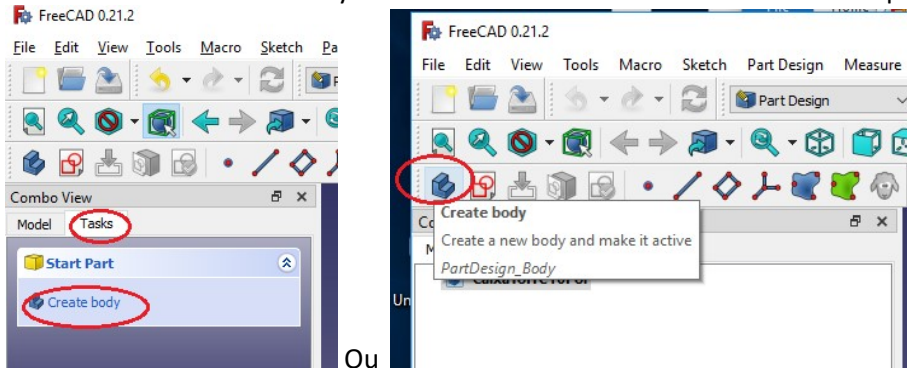 FreeCAD 0.21.2
File Edit View Tools Macro Sketch Pa
Combo View
Model Tasks
Start Part
Create body
Ou
FreeCAD 0.21.2
File Edit View Tools Macro Sketch Part Design Measure
Part Design
Create body
Create a new body and make it active
PartDesign_Body
Un